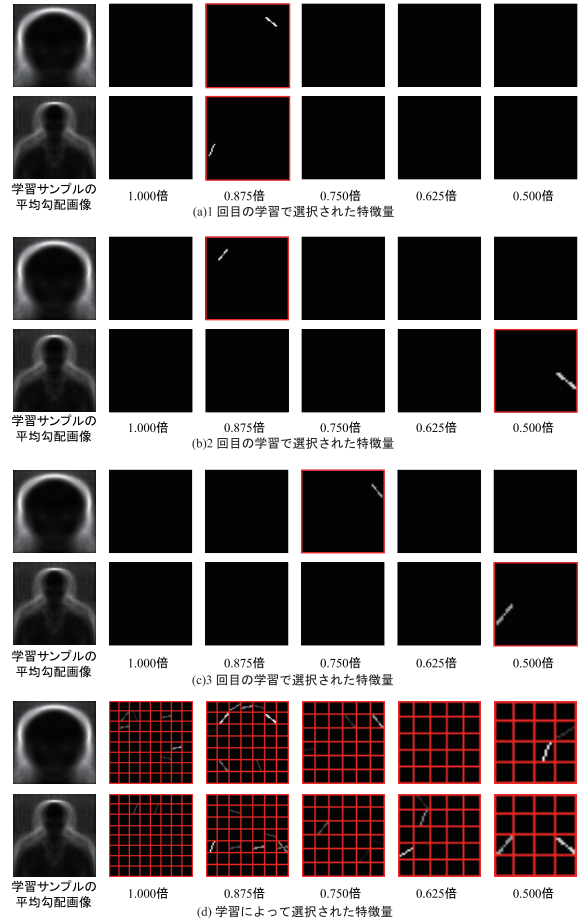 学習サンプルの
平均勾配画像
1.000倍 0.875倍 0.750倍 0.625倍 0.500倍
(a)1 回目の学習で選択された特徴量
学習サンプルの
平均勾配画像
1.000倍 0.875倍 0.750倍 0.625倍 0.500倍
(b)2 回目の学習で選択された特徴量
学習サンプルの
平均勾配画像
1.000倍 0.875倍 0.750倍 0.625倍 0.500倍
(c)3 回目の学習で選択された特徴量
学習サンプルの
平均勾配画像
1.000倍 0.875倍 0.750倍 0.625倍 0.500倍
(d) 学習によって選択された特徴量